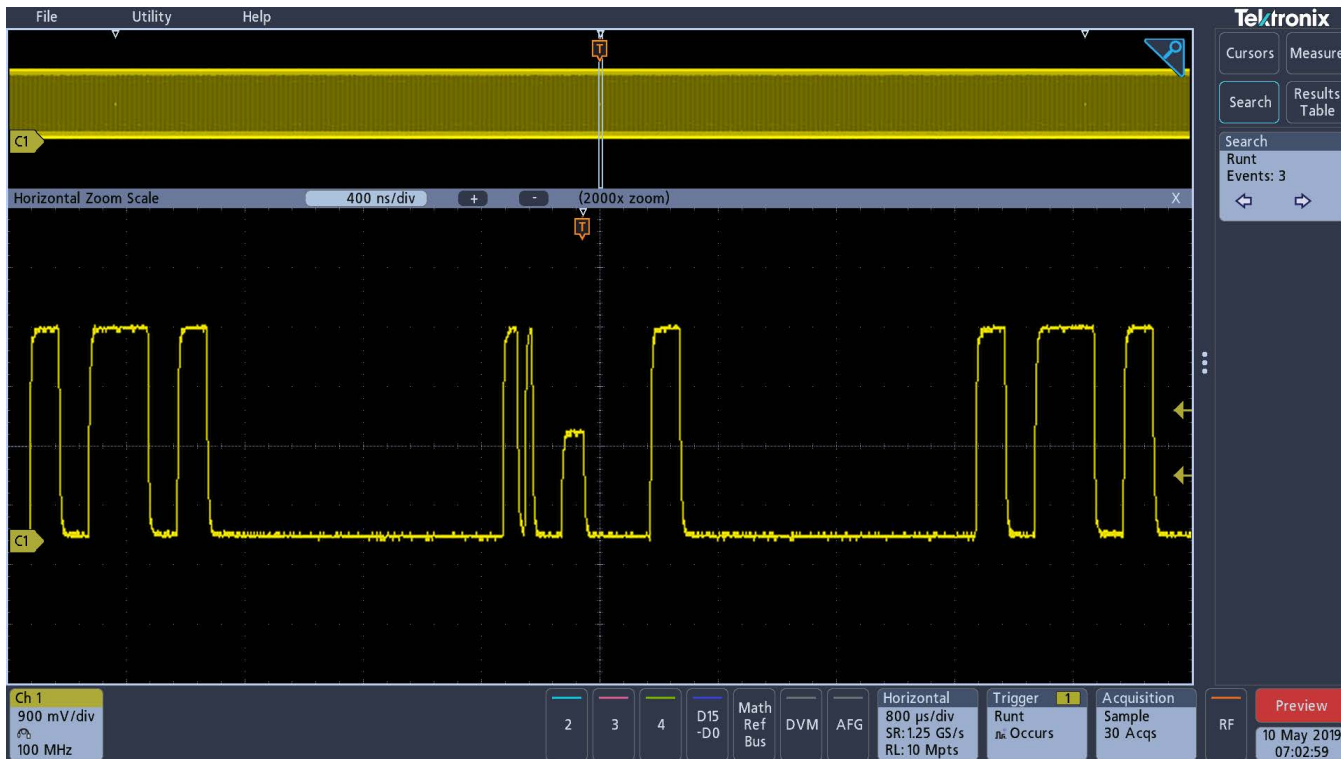 File Utility Help
Tektronix
T
C1
Cursors Measure
Search Results Table
Search
Runt
Events: 3
Horizontal Zoom Scale 400 ns/div + - (2000x zoom) X
T
C1
Ch 1
900 mV/div
100 MHz
2 3 4 D15 -D0 Math Ref Bus DVM AFG
Horizontal
800 µs/div
SR: 1.25 GS/s
RL: 10 Mpts
Trigger 1
Runt
Occurs
Acquisition
Sample
30 Acqs
RF
Preview
10 May 2019
07:02:59